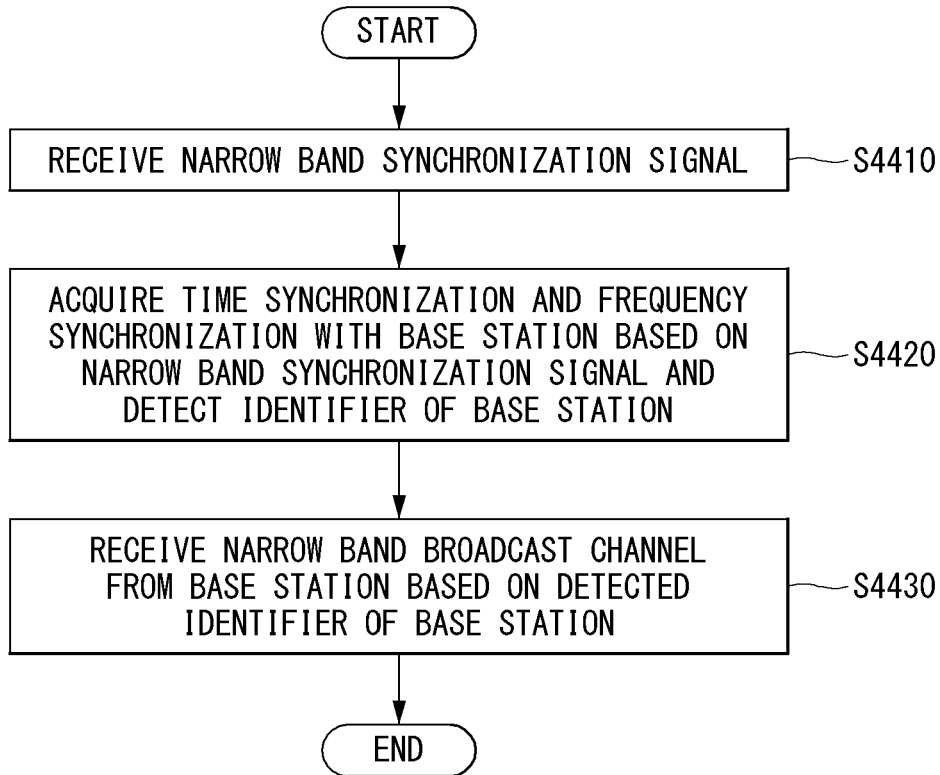 START
RECEIVE NARROW BAND SYNCHRONIZATION SIGNAL
S4410
ACQUIRE TIME SYNCHRONIZATION AND FREQUENCY
SYNCHRONIZATION WITH BASE STATION BASED ON
NARROW BAND SYNCHRONIZATION SIGNAL AND
DETECT IDENTIFIER OF BASE STATION
S4420
RECEIVE NARROW BAND BROADCAST CHANNEL
FROM BASE STATION BASED ON DETECTED
IDENTIFIER OF BASE STATION
S4430
END